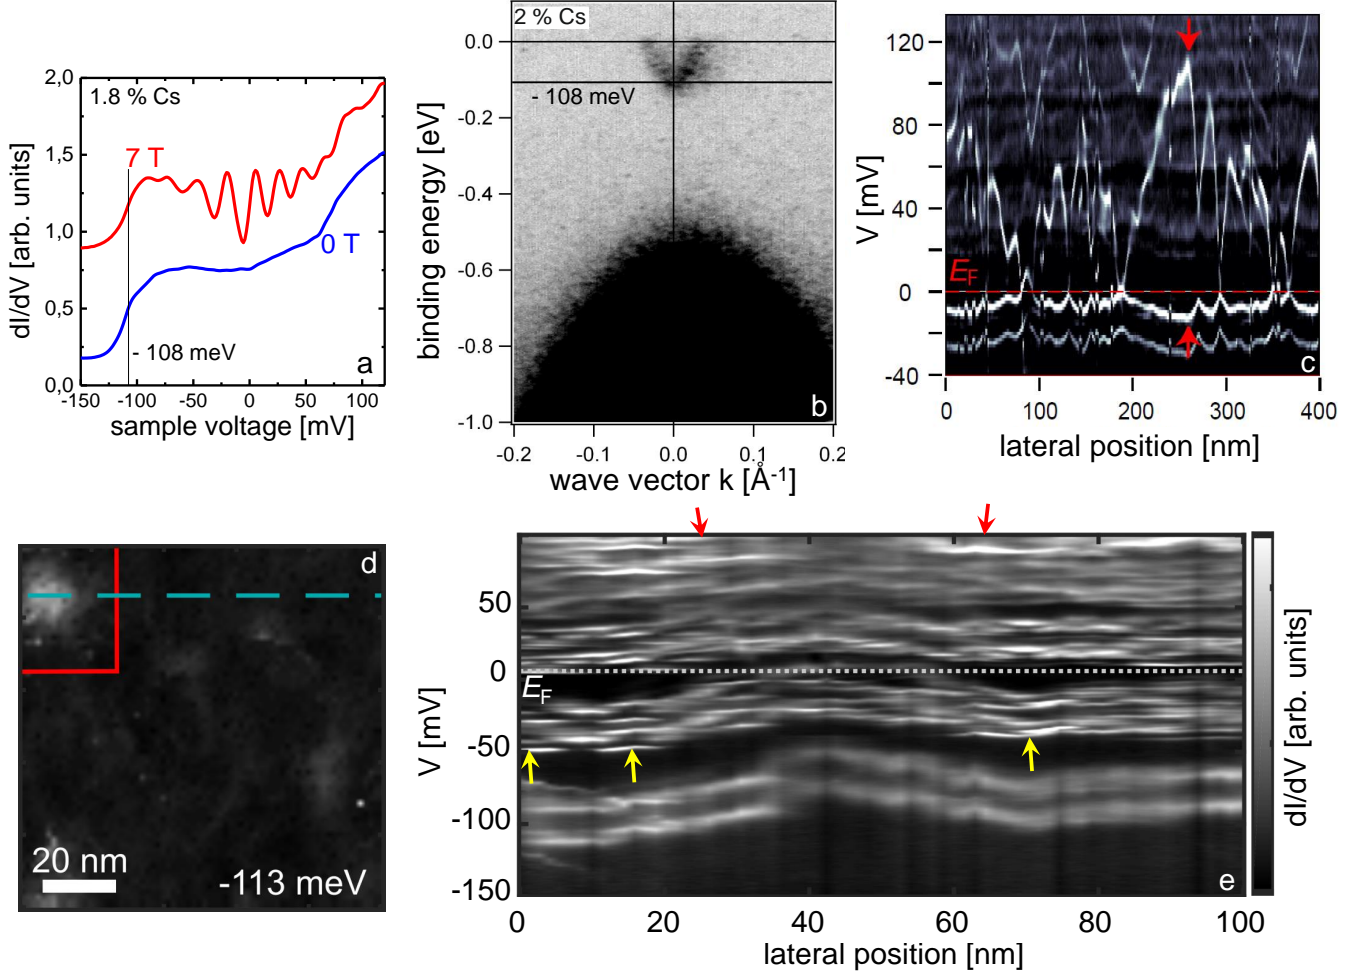 2,0
1,5
1,0
0,5
0,0
dI/dV [arb. units]
1.8 % Cs
7 T
0 T
- 108 meV
a
-150 -100 -50 0 50 100
sample voltage [mV]
2 % Cs
0.0
-0.2
-0.4
-0.6
-0.8
-1.0
binding energy [eV]
- 108 meV
b
-0.2 -0.1 0.0 0.1 0.2
wave vector k [Å-1]
120
80
40
0
-40
V [mV]
EF
c
0 100 200 300 400
lateral position [nm]
d
20 nm
-113 meV
50
0
-50
-100
-150
V [mV]
EF
e
0 20 40 60 80 100
lateral position [nm]
dI/dV [arb. units]